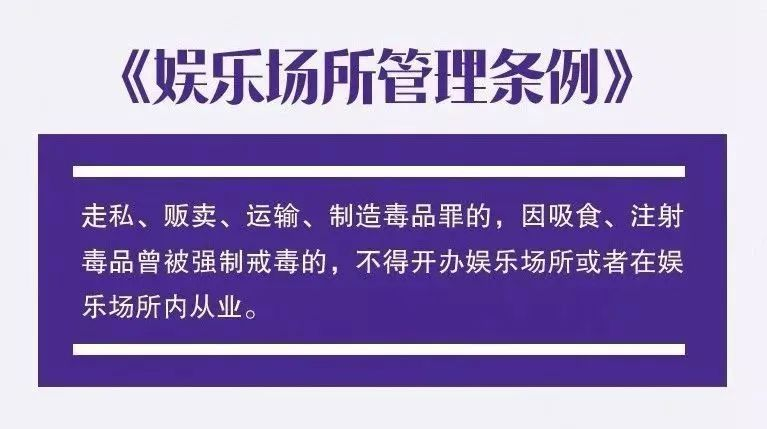 《娱乐场所管理条例》
走私、贩卖、运输、制造毒品罪的，因吸食、注射
毒品曾被强制戒毒的，不得开办娱乐场所或者在娱
乐场所内从业。